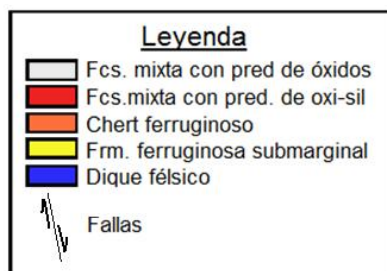 Leyenda
Fcs. mixta con pred de óxidos
Fcs.mixta con pred. de oxi-sil
Chert ferruginoso
Frm. ferruginosa submarginal
Dique félsico
Fallas